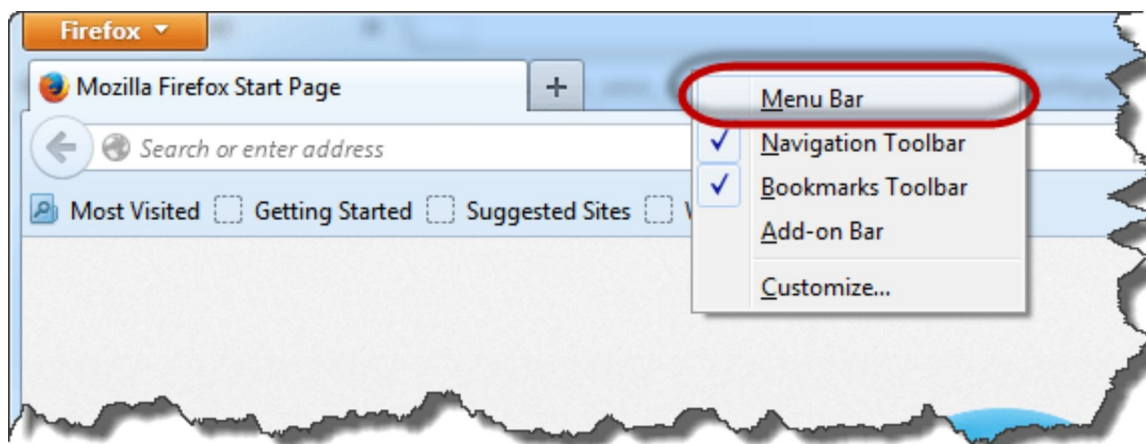 Firefox
Mozilla Firefox Start Page
+
Search or enter address
Most Visited Getting Started Suggested Sites
Menu Bar
Navigation Toolbar
Bookmarks Toolbar
Add-on Bar
Customize...